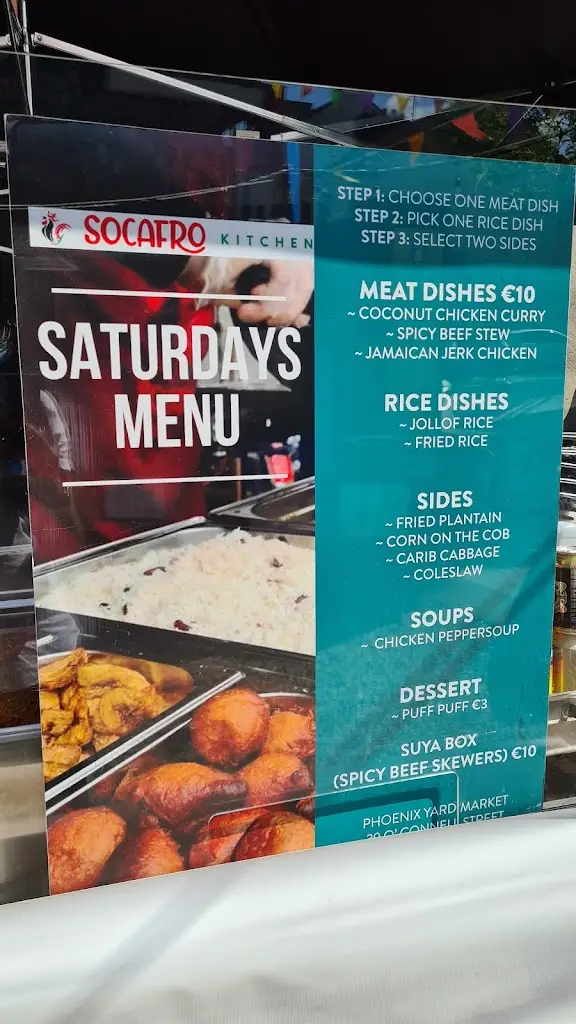 SOCAFRO KITCHEN
SATURDAYS
MENU
STEP 1: CHOOSE ONE MEAT DISH
STEP 2: PICK ONE RICE DISH
STEP 3: SELECT TWO SIDES
MEAT DISHES €10
~ COCONUT CHICKEN CURRY
~ SPICY BEEF STEW
~ JAMAICAN JERK CHICKEN
RICE DISHES
~ JOLLOF RICE
~ FRIED RICE
SIDES
~ FRIED PLANTAIN
~ CORN ON THE COB
~ CARIB CABBAGE
~ COLESLAW
SOUPS
~ CHICKEN PEPPERSOUP
DESSERT
~ PUFF PUFF €3
SUYA BOX
(SPICY BEEF SKEWERS) €10
PHOENIX YARD MARKET
O' CONNELL STREET